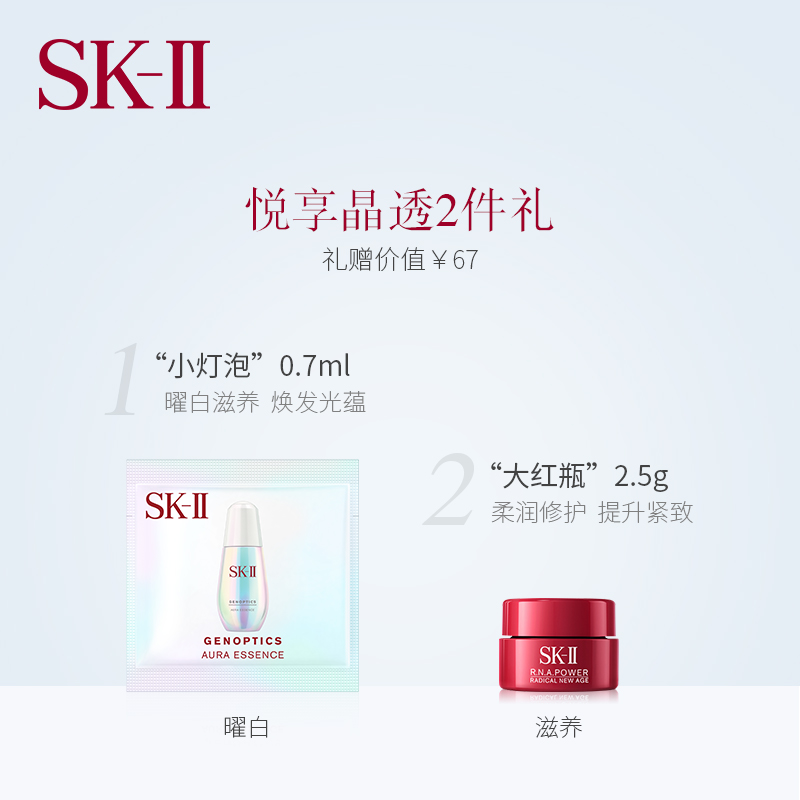 SK-II
悦享晶透2件礼
礼赠价值￥67
1
“小灯泡” 0.7ml
曜白滋养 焕发光蕴
SK-II
SK-II
GENOPTICS
GENOPTICS
AURA ESSENCE
曜白
2
“大红瓶” 2.5g
柔润修护 提升紧致
SK-II
R.N.A.POWER
RADICAL NEW AGE
滋养